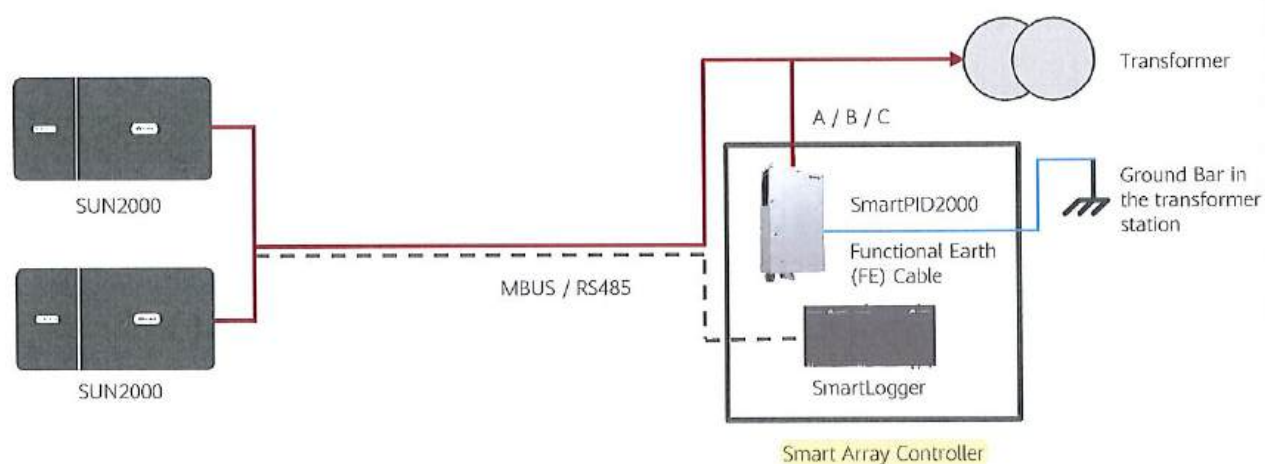 Transformer
A / B / C
Ground Bar in
the transformer
station
SUN2000
SmartPID2000
Functional Earth
(FE) Cable
MBUS / RS485
SUN2000
SmartLogger
Smart Array Controller